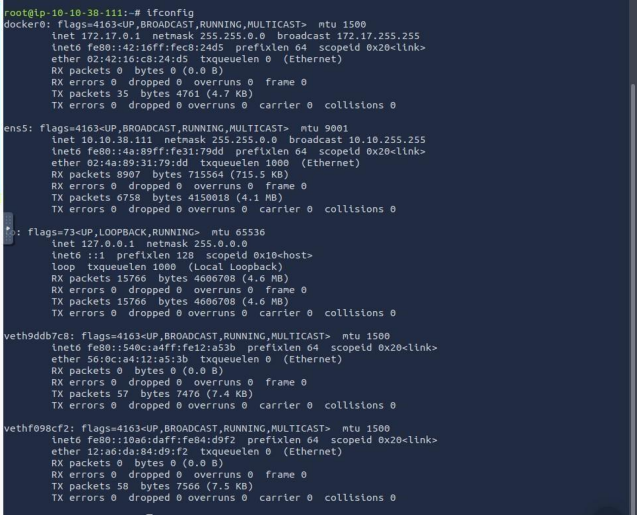 root@ip-10-10-38-111:~# ifconfig
docker0: flags=4163<UP,BROADCAST,RUNNING,MULTICAST>  mtu 1500
        inet 172.17.0.1  netmask 255.255.0.0  broadcast 172.17.255.255
        inet6 fe80::42:16ff:fec8:24d5  prefixlen 64  scopeid 0x20<link>
        ether 02:42:16:c8:24:d5  txqueuelen 0  (Ethernet)
        RX packets 0  bytes 0 (0.0 B)
        RX errors 0  dropped 0  overruns 0  frame 0
        TX packets 35  bytes 4761 (4.7 KB)
        TX errors 0  dropped 0 overruns 0  carrier 0  collisions 0

ens5: flags=4163<UP,BROADCAST,RUNNING,MULTICAST>  mtu 9001
        inet 10.10.38.111  netmask 255.255.0.0  broadcast 10.10.255.255
        inet6 fe80::4a:89ff:fe31:79dd  prefixlen 64  scopeid 0x20<link>
        ether 02:4a:89:31:79:dd  txqueuelen 1000  (Ethernet)
        RX packets 8907  bytes 715564 (715.5 KB)
        RX errors 0  dropped 0  overruns 0  frame 0
        TX packets 6758  bytes 4150018 (4.1 MB)
        TX errors 0  dropped 0 overruns 0  carrier 0  collisions 0

: flags=73<UP,LOOPBACK,RUNNING>  mtu 65536
        inet 127.0.0.1  netmask 255.0.0.0
        inet6 ::1  prefixlen 128  scopeid 0x10<host>
        loop  txqueuelen 1000  (Local Loopback)
        RX packets 15766  bytes 4606708 (4.6 MB)
        RX errors 0  dropped 0  overruns 0  frame 0
        TX packets 15766  bytes 4606708 (4.6 MB)
        TX errors 0  dropped 0 overruns 0  carrier 0  collisions 0

veth9ddb7c8: flags=4163<UP,BROADCAST,RUNNING,MULTICAST>  mtu 1500
        inet6 fe80::540c:a4ff:fe12:a53b  prefixlen 64  scopeid 0x20<link>
        ether 56:0c:a4:12:a5:3b  txqueuelen 0  (Ethernet)
        RX packets 0  bytes 0 (0.0 B)
        RX errors 0  dropped 0  overruns 0  frame 0
        TX packets 57  bytes 7476 (7.4 KB)
        TX errors 0  dropped 0 overruns 0  carrier 0  collisions 0

vethf098cf2: flags=4163<UP,BROADCAST,RUNNING,MULTICAST>  mtu 1500
        inet6 fe80::10a6:daff:fe84:d9f2  prefixlen 64  scopeid 0x20<link>
        ether 12:a6:da:84:d9:f2  txqueuelen 0  (Ethernet)
        RX packets 0  bytes 0 (0.0 B)
        RX errors 0  dropped 0  overruns 0  frame 0
        TX packets 58  bytes 7566 (7.5 KB)
        TX errors 0  dropped 0 overruns 0  carrier 0  collisions 0